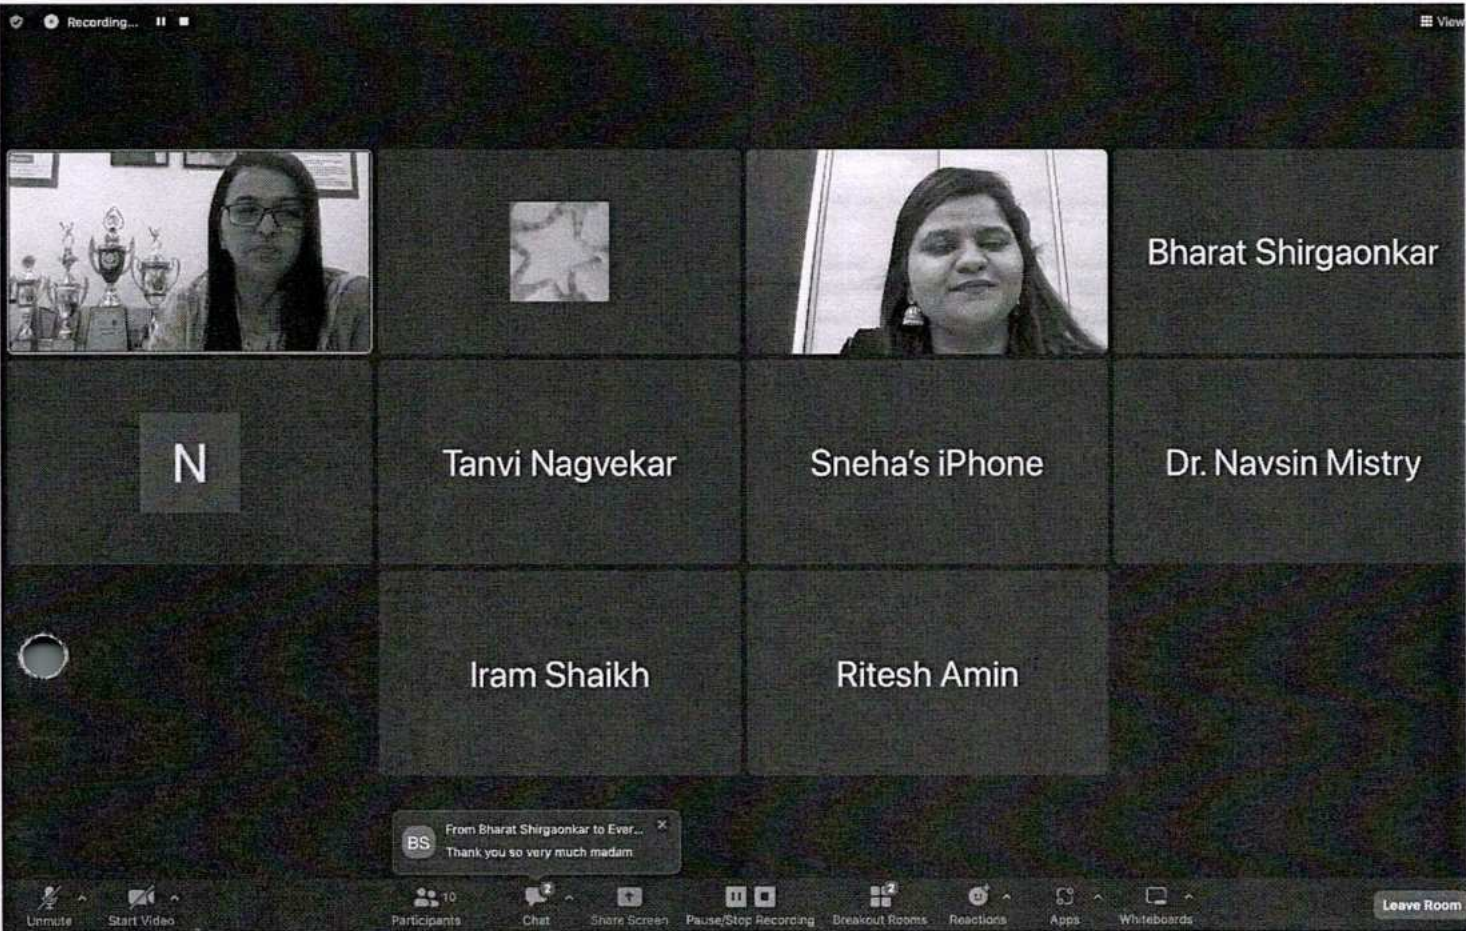 Recording...
View
Bharat Shirgaonkar
N
Tanvi Nagvekar
Sneha's iPhone
Dr. Navsin Mistry
Iram Shaikh
Ritesh Amin
BS
From Bharat Shirgaonkar to Ever...
Thank you so very much madam
Unmute
Start Video
10
Participants
2
Chat
Share Screen
Pause/Stop Recording
2
Breakout Rooms
Reactions
Apps
Whiteboards
Leave Room